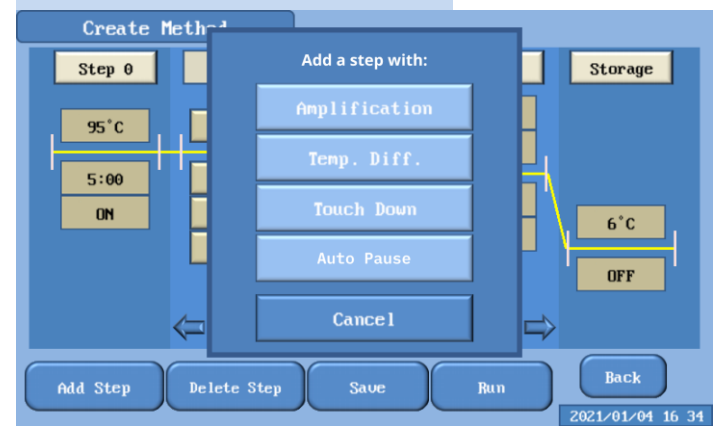 Create Meth
Add a step with:
Step 0
Storage
Amplification
95°C
Temp. Diff.
5:00
Touch Down
ON
6°C
Auto Pause
OFF
Cancel
Add Step
Delete Step
Save
Run
Back
2021/01/04 16 34